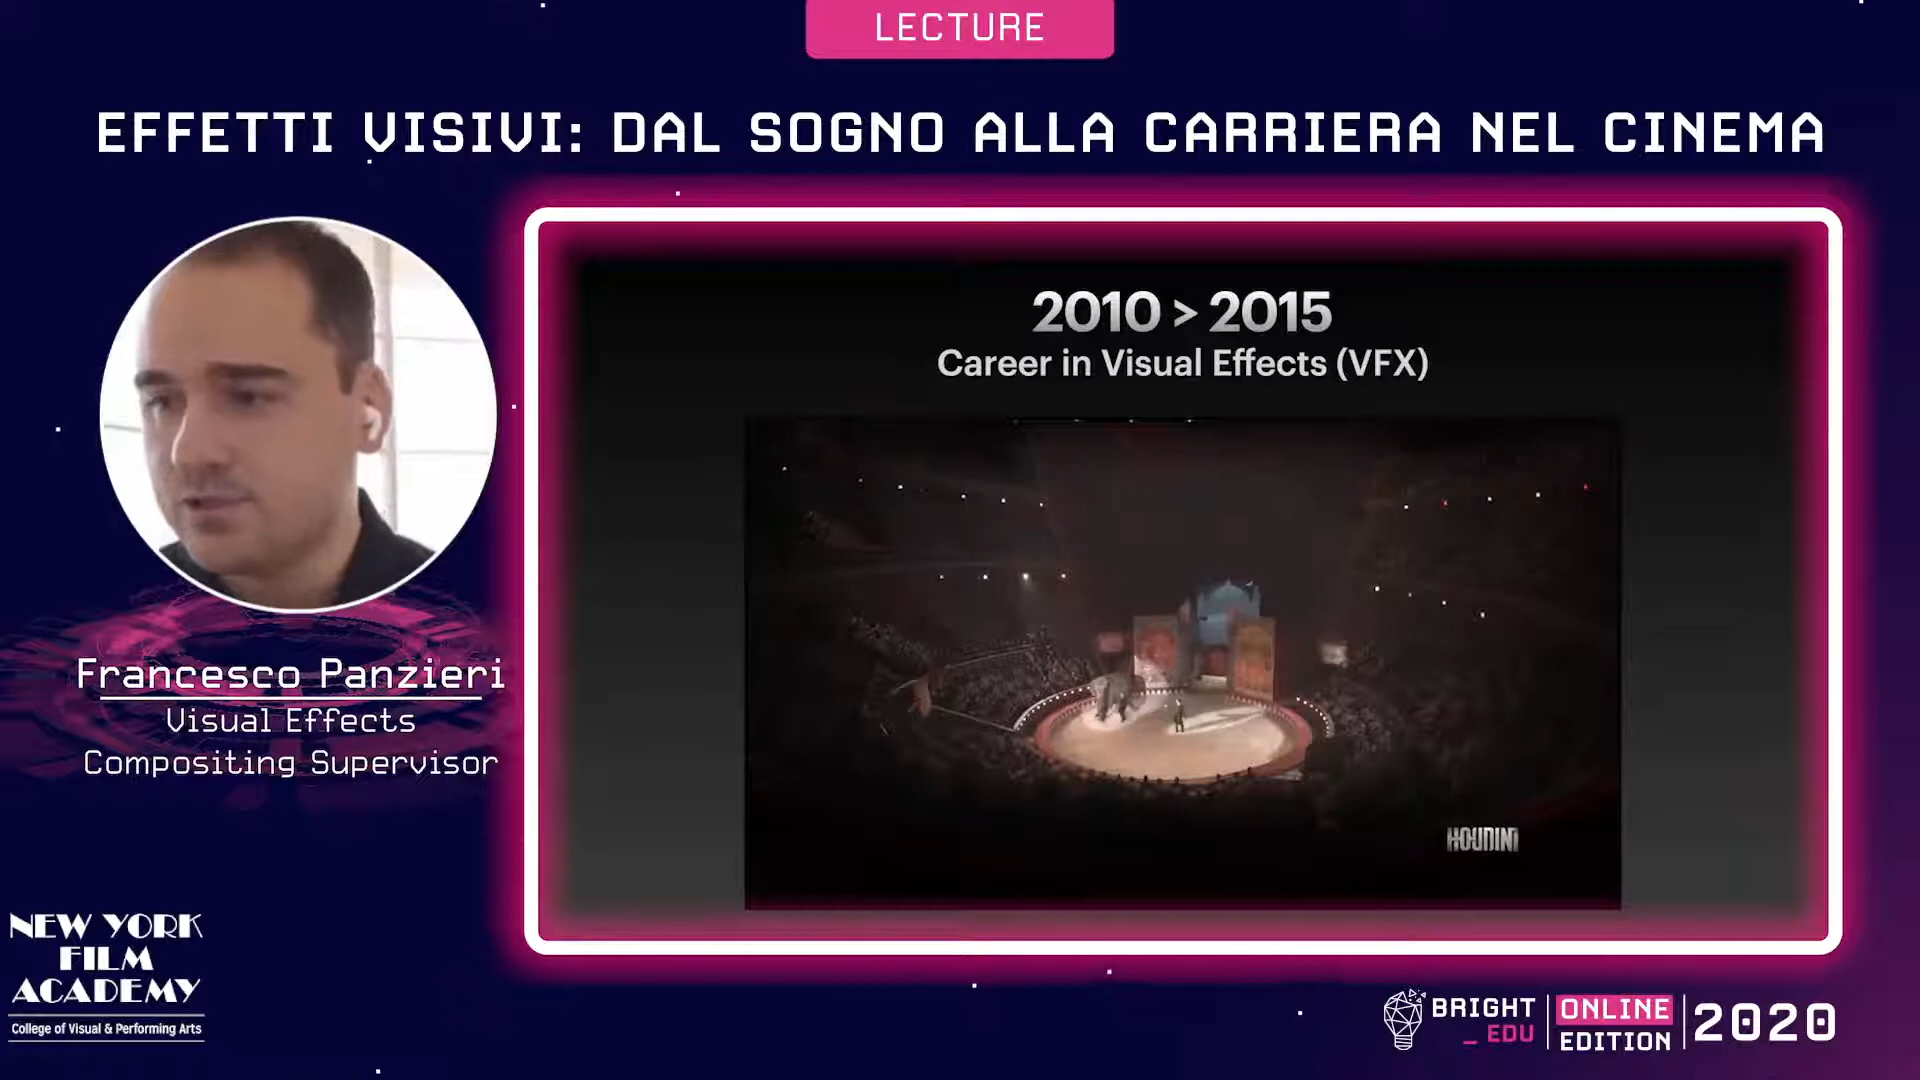 LECTURE
EFFETTI VISIVI: DAL SOGNO ALLA CARRIERA NEL CINEMA
2010 > 2015
Career in Visual Effects (VFX)
HOUDINI
Francesco Panzieri
Visual Effects
Compositing Supervisor
NEW YORK
FILM
ACADEMY
College of Visual & Performing Arts
BRIGHT
_ EDU
ONLINE
EDITION
2020